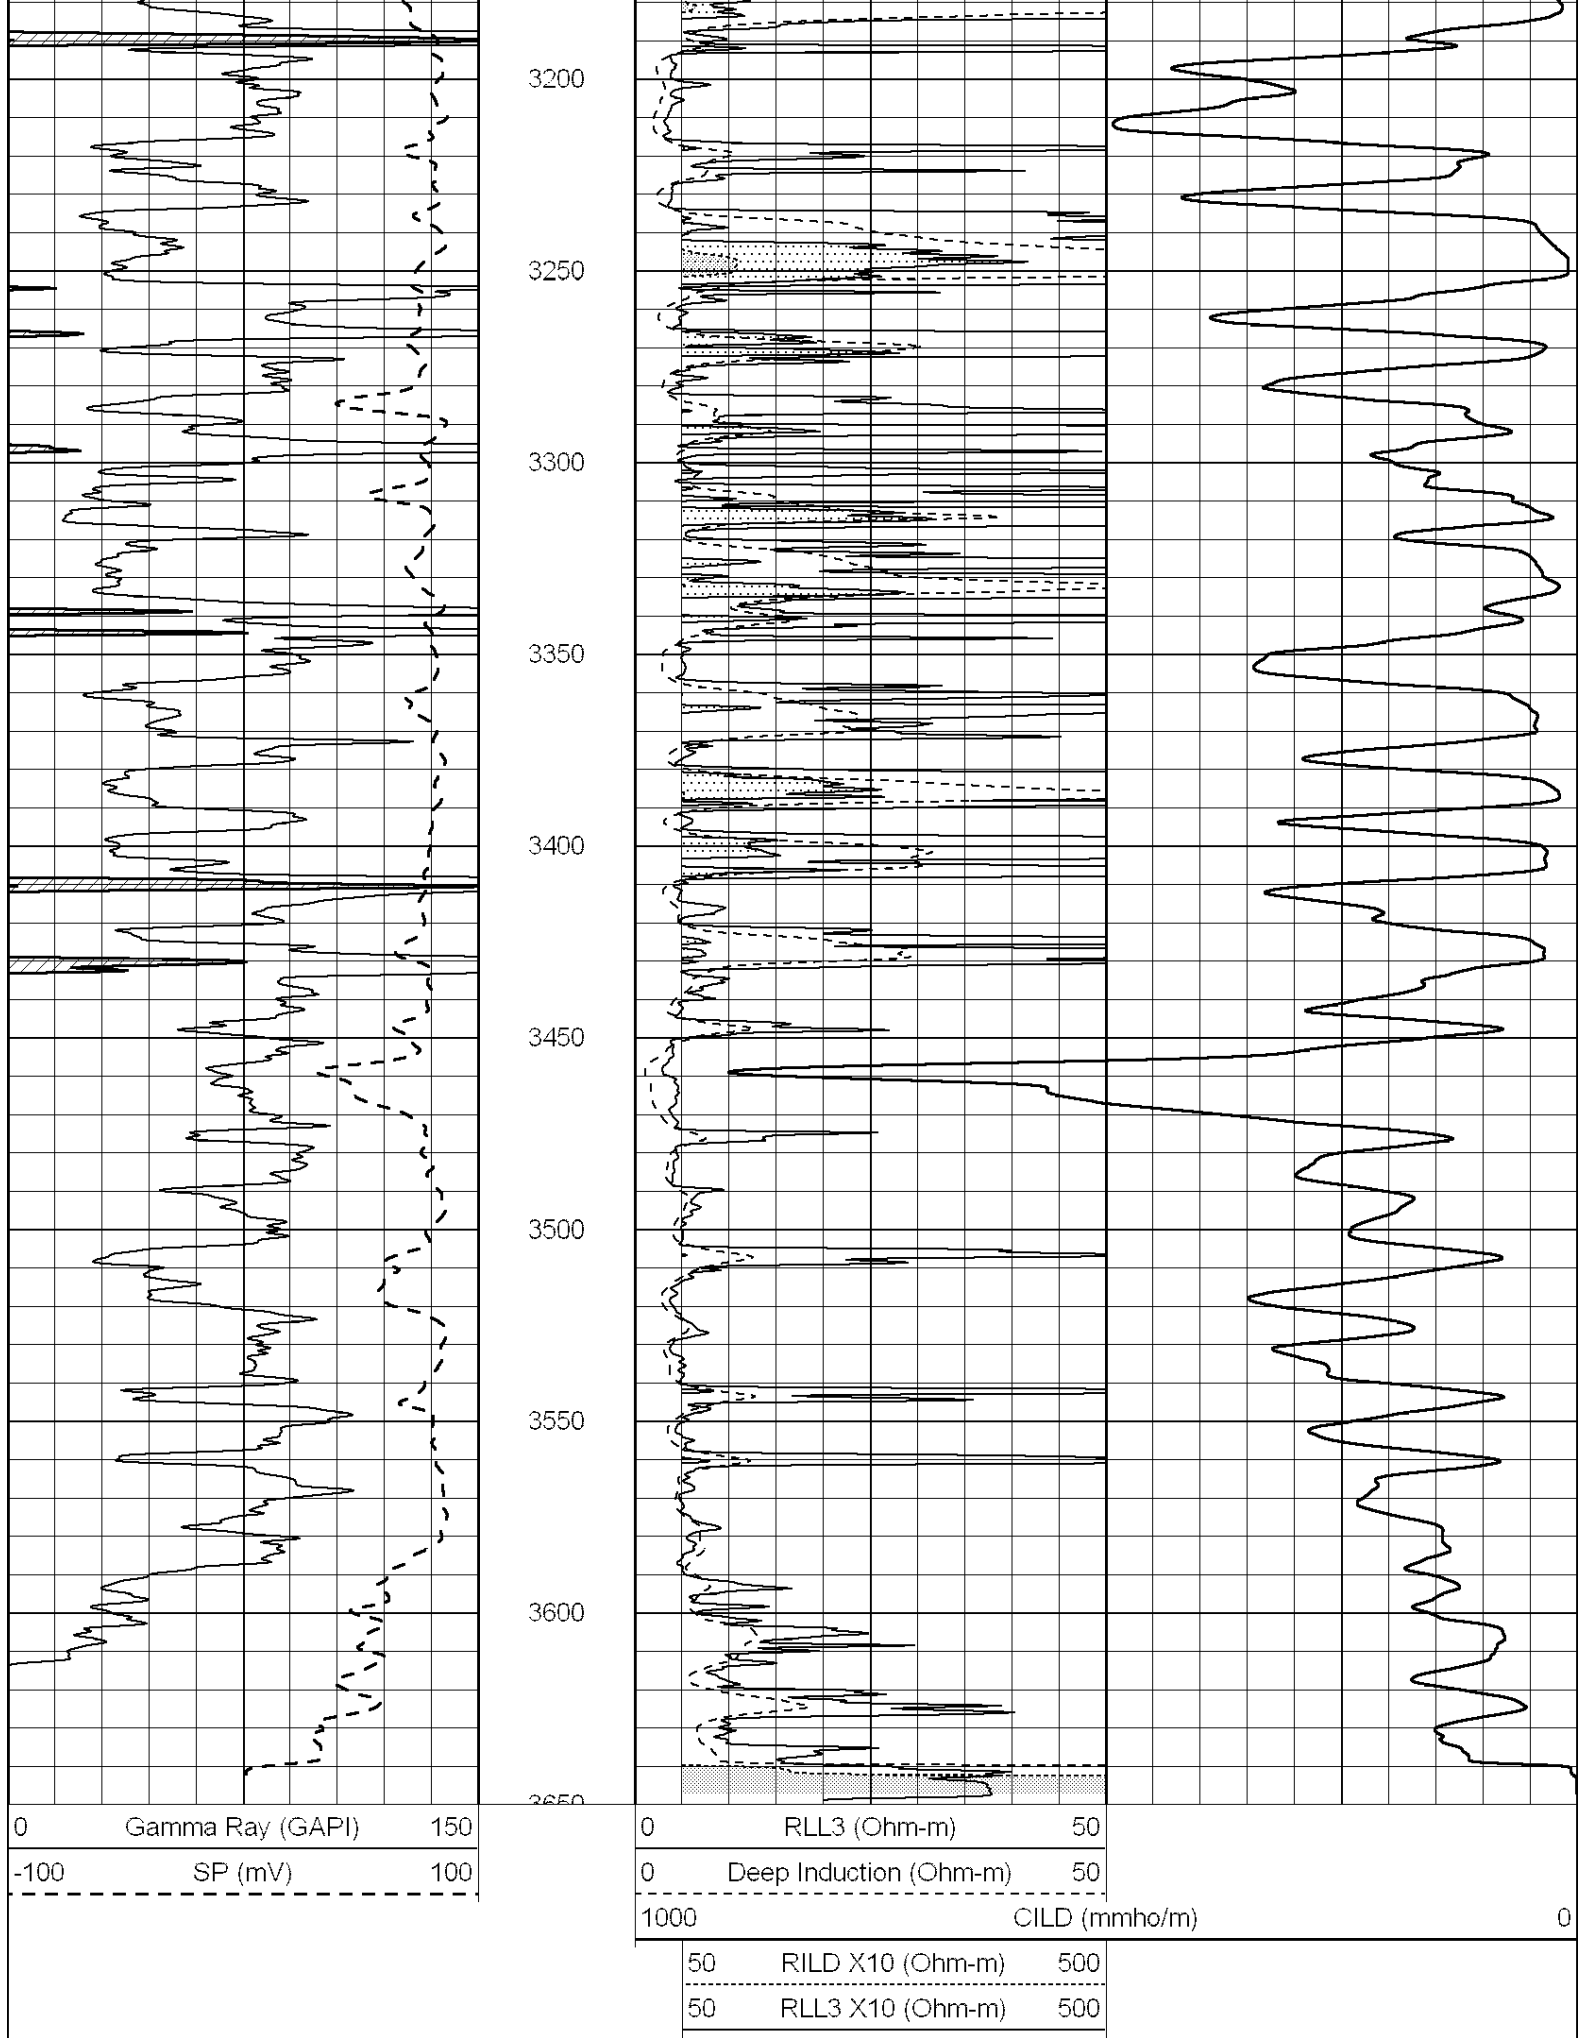 3200
3250
3300
3350
3400
3450
3500
3550
3600
3650
0 Gamma Ray (GAPI) 150
-100 SP (mV) 100
0 RLL3 (Ohm-m) 50
0 Deep Induction (Ohm-m) 50
1000 CILD (mmho/m) 0
50 RILD X10 (Ohm-m) 500
50 RLL3 X10 (Ohm-m) 500